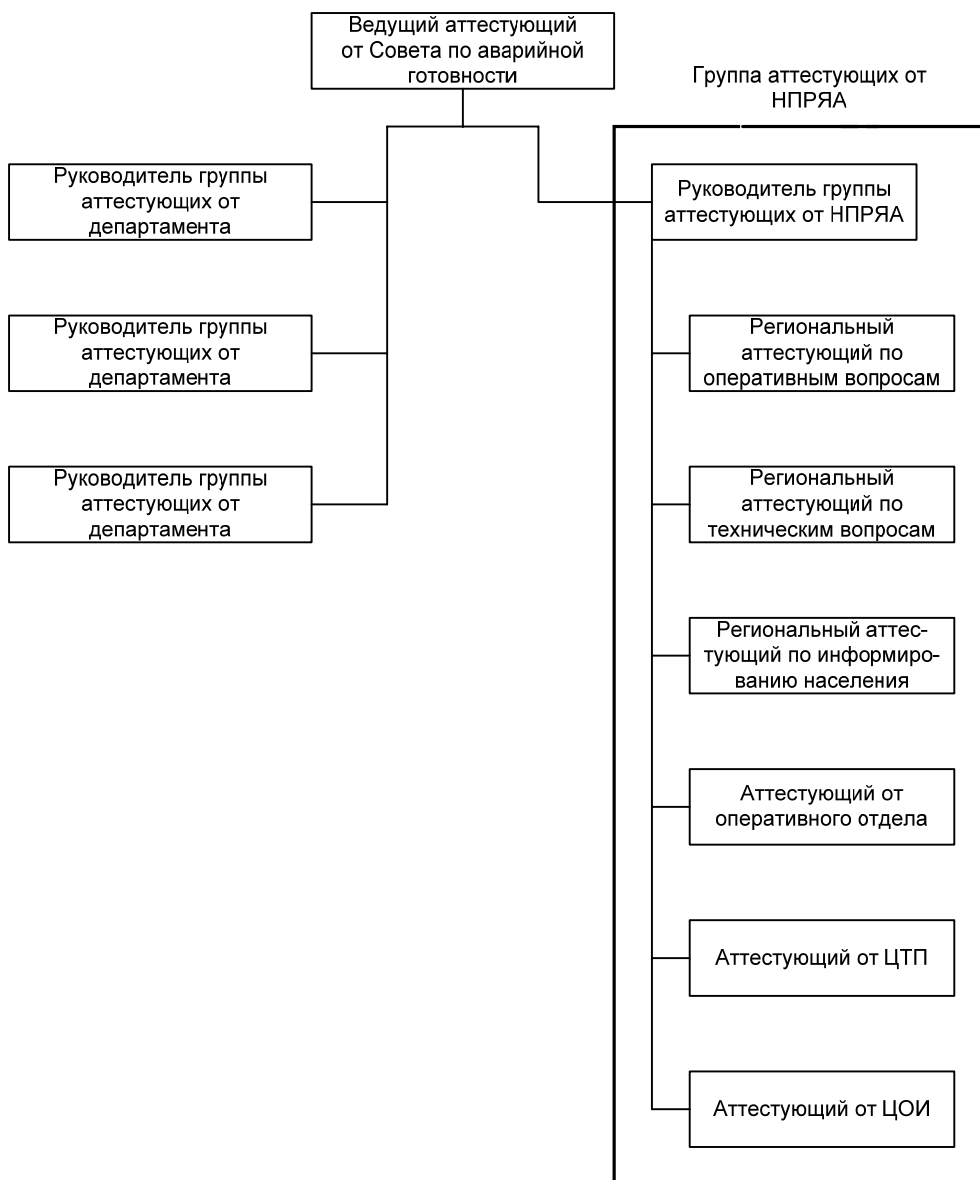 Ведущий аттестующий
от Совета по аварийной
готовности
Группа аттестующих от
НПРЯА
Руководитель группы
аттестующих от
департамента
Руководитель группы
аттестующих от НПРЯА
Руководитель группы
аттестующих от
департамента
Региональный
аттестующий по
оперативным вопросам
Руководитель группы
аттестующих от
департамента
Региональный
аттестующий по
техническим вопросам
Региональный аттес-
тующий по информиро-
ванию населения
Аттестующий от
оперативного отдела
Аттестующий от ЦТП
Аттестующий от ЦОИ